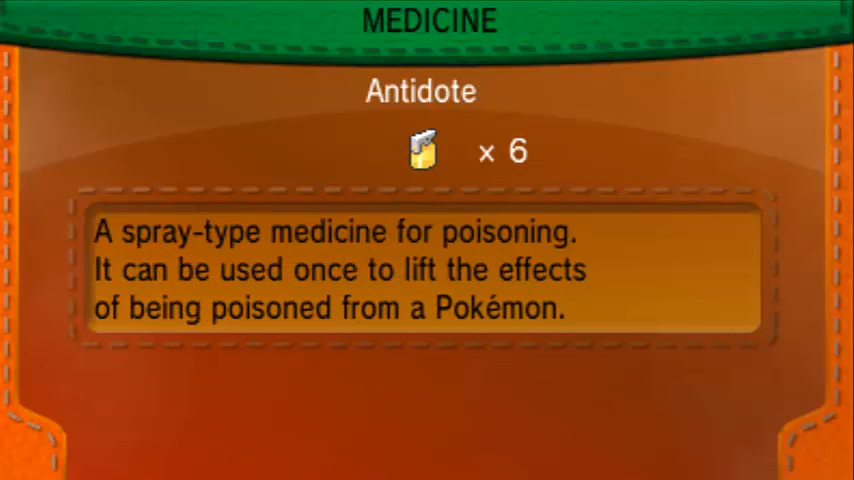 MEDICINE
Antidote
× 6
A spray-type medicine for poisoning.
It can be used once to lift the effects
of being poisoned from a Pokémon.